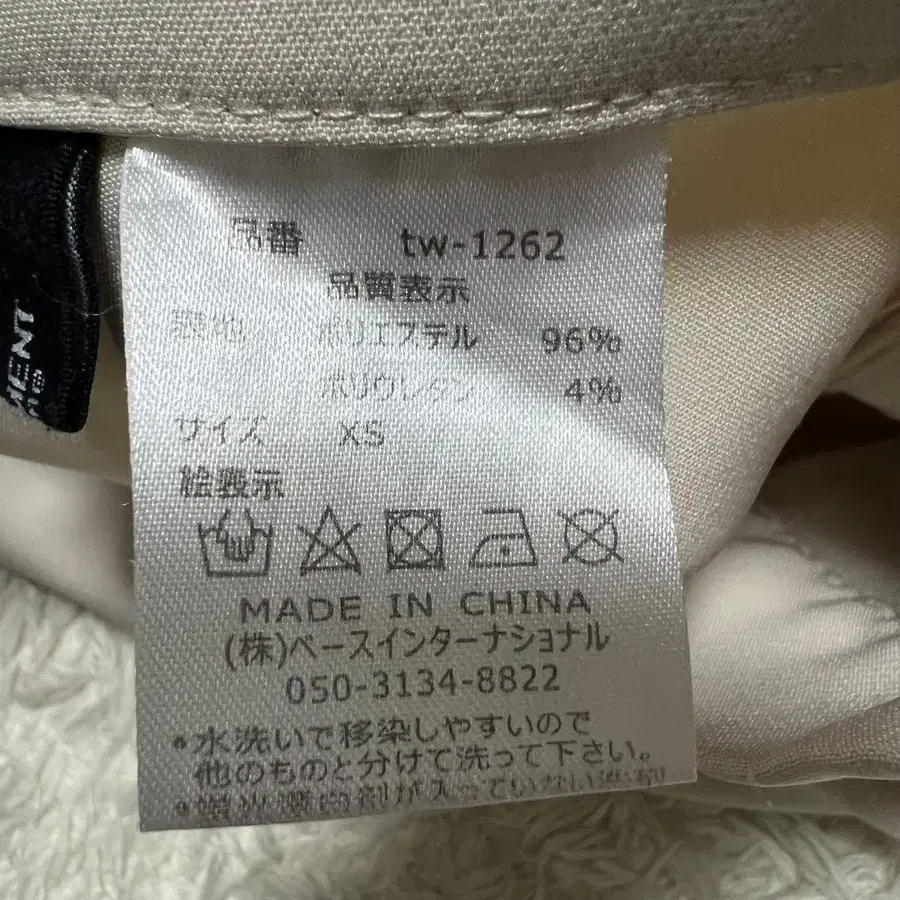 品番 tw-1262
品質表示
表地 ポリエステル 96%
ポリウレタン 4%
サイズ XS
絵表示
MADE IN CHINA
(株)ベースインターナショナル
050-3134-8822
*水洗いで移染しやすいので
他のものと分けて洗って下さい。